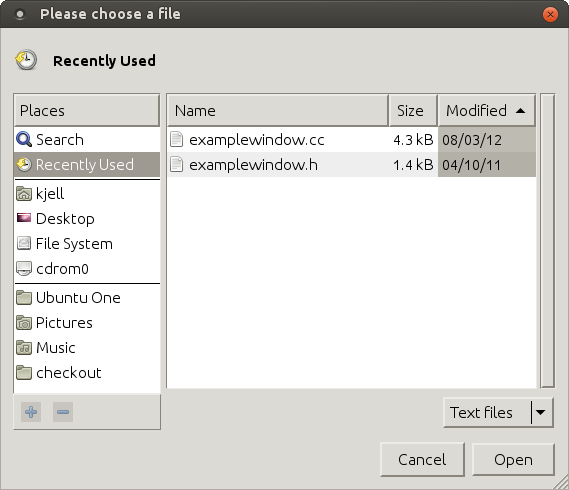 Please choose a file
Recently Used
Places
Search
Recently Used
kjell
Desktop
File System
cdrom0
Ubuntu One
Pictures
Music
checkout
Name Size Modified
examplewindow.cc 4.3 kB 08/03/12
examplewindow.h 1.4 kB 04/10/11
Text files
Cancel Open